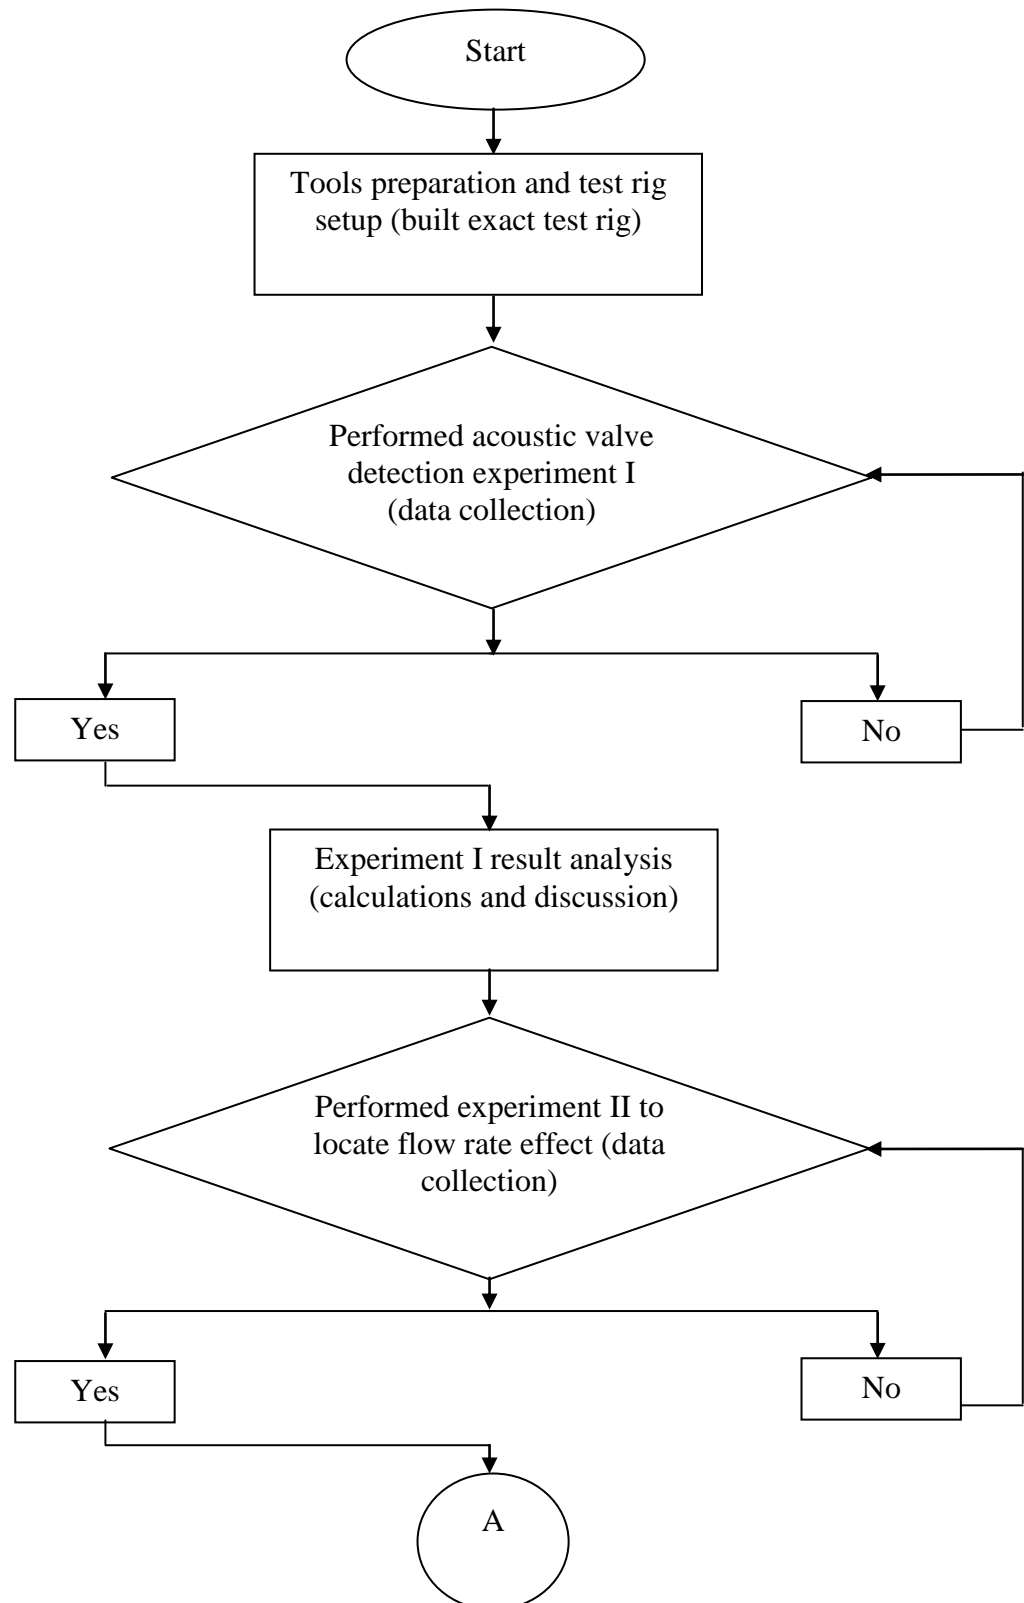 Start
Tools preparation and test rig
setup (built exact test rig)
Performed acoustic valve
detection experiment I
(data collection)
Yes
No
Experiment I result analysis
(calculations and discussion)
Performed experiment II to
locate flow rate effect (data
collection)
Yes
No
A